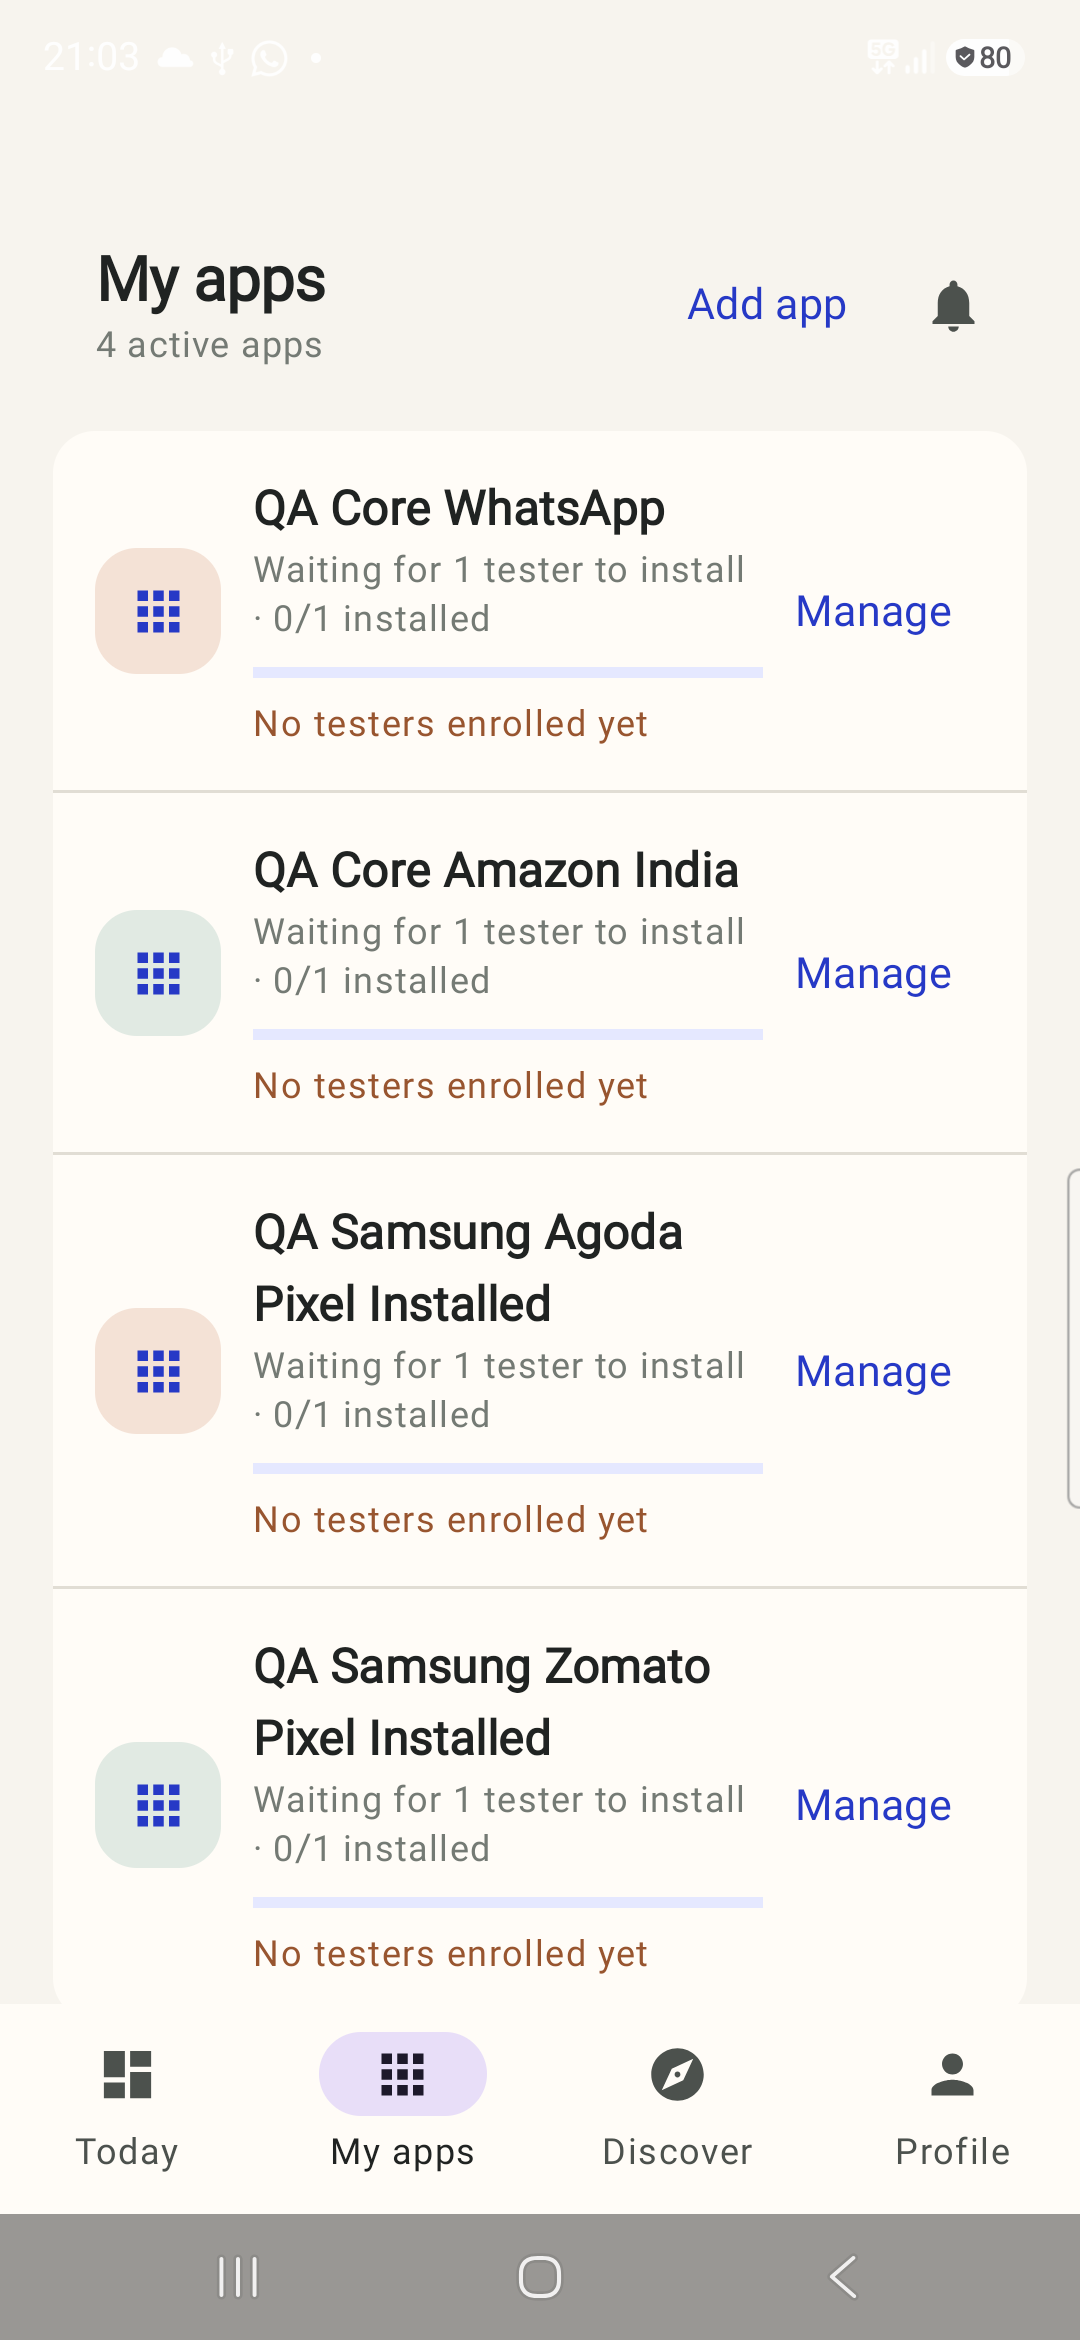 21:03
5G
80
My apps
4 active apps
Add app
QA Core WhatsApp
Waiting for 1 tester to install
· 0/1 installed
Manage
No testers enrolled yet
QA Core Amazon India
Waiting for 1 tester to install
· 0/1 installed
Manage
No testers enrolled yet
QA Samsung Agoda
Pixel Installed
Waiting for 1 tester to install
· 0/1 installed
Manage
No testers enrolled yet
QA Samsung Zomato
Pixel Installed
Waiting for 1 tester to install
· 0/1 installed
Manage
No testers enrolled yet
Today
My apps
Discover
Profile